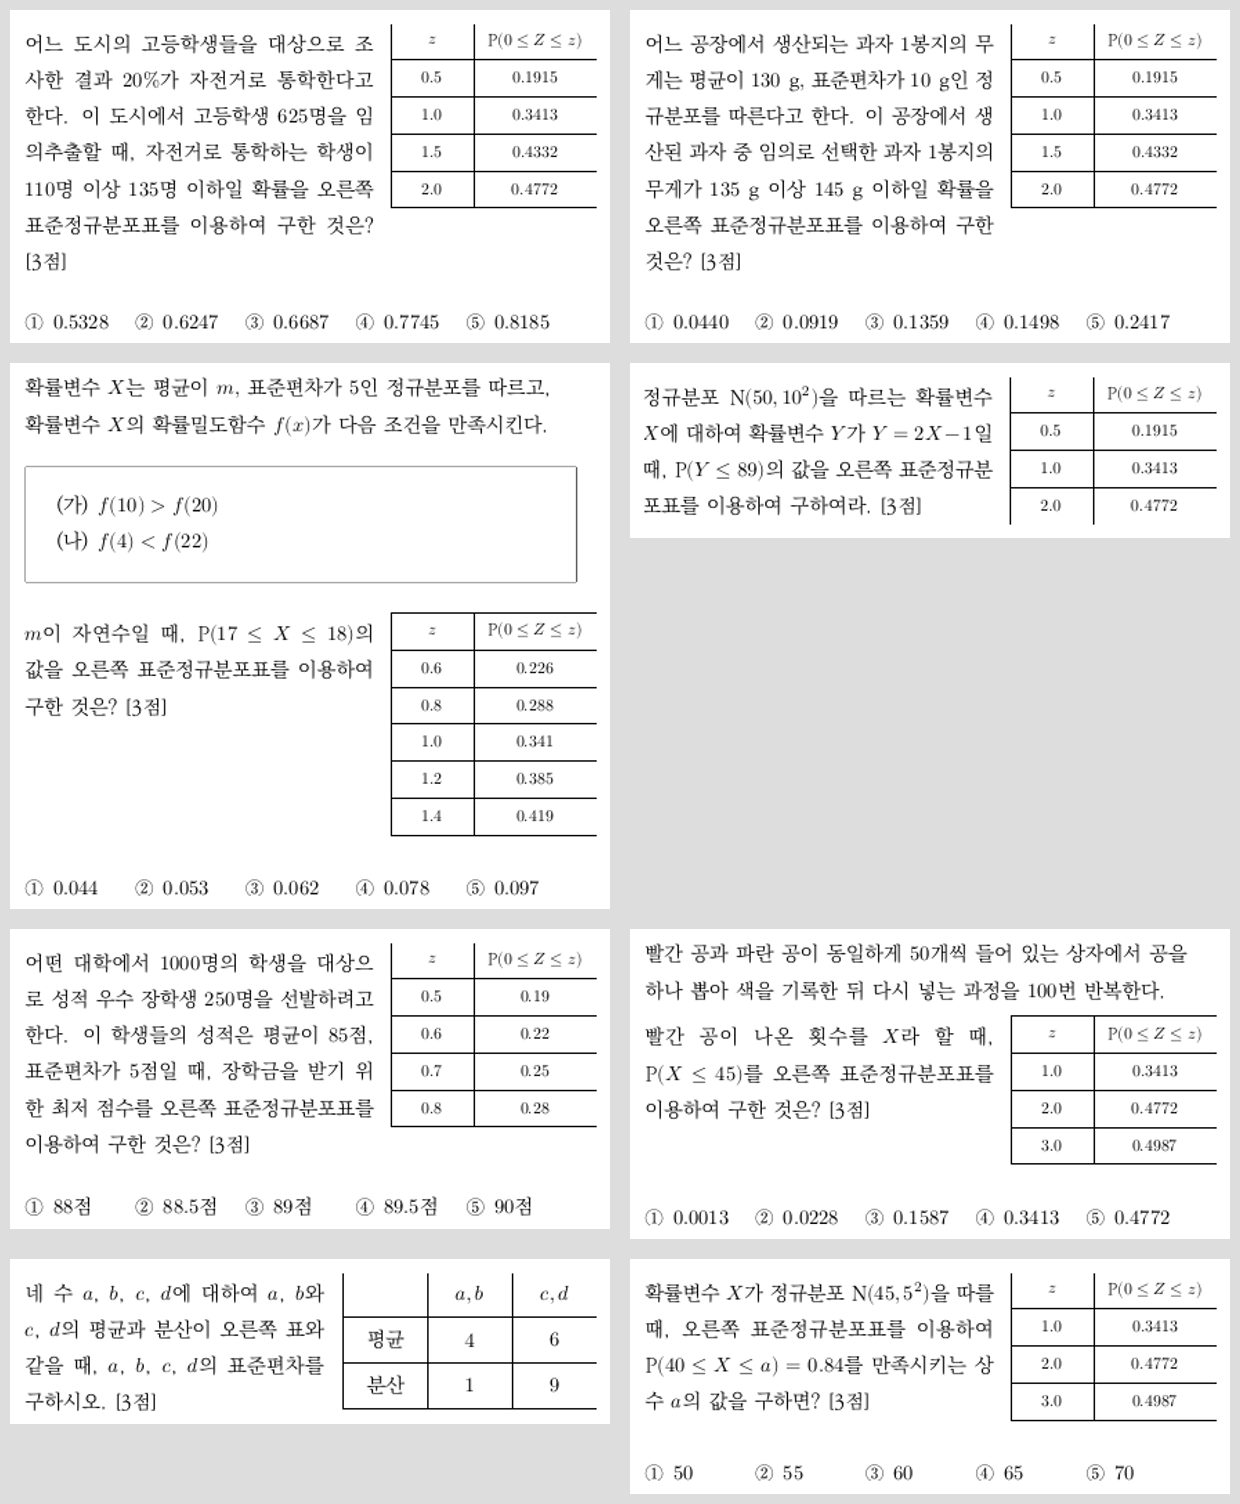 어느 도시의 고등학생들을 대상으로 조
사한 결과 20%가 자전거로 통학한다고
한다. 이 도시에서 고등학생 625명을 임
의추출할 때, 자전거로 통학하는 학생이
110명 이상 135명 이하일 확률을 오른쪽
표준정규분포표를 이용하여 구한 것은?
[3점]
z P(0 ≤ Z ≤ z)
0.5 0.1915
1.0 0.3413
1.5 0.4332
2.0 0.4772
① 0.5328 ② 0.6247 ③ 0.6687 ④ 0.7745 ⑤ 0.8185
어느 공장에서 생산되는 과자 1봉지의 무
게는 평균이 130 g, 표준편차가 10 g인 정
규분포를 따른다고 한다. 이 공장에서 생
산된 과자 중 임의로 선택한 과자 1봉지의
무게가 135 g 이상 145 g 이하일 확률을
오른쪽 표준정규분포표를 이용하여 구한
것은? [3점]
z P(0 ≤ Z ≤ z)
0.5 0.1915
1.0 0.3413
1.5 0.4332
2.0 0.4772
① 0.0440 ② 0.0919 ③ 0.1359 ④ 0.1498 ⑤ 0.2417
확률변수 X는 평균이 m, 표준편차가 5인 정규분포를 따르고,
확률변수 X의 확률밀도함수 f(x)가 다음 조건을 만족시킨다.
(가) f(10) > f(20)
(나) f(4) < f(22)
m이 자연수일 때, P(17 ≤ X ≤ 18)의
값을 오른쪽 표준정규분포표를 이용하여
구한 것은? [3점]
z P(0 ≤ Z ≤ z)
0.6 0.226
0.8 0.288
1.0 0.341
1.2 0.385
1.4 0.419
① 0.044 ② 0.053 ③ 0.062 ④ 0.078 ⑤ 0.097
정규분포 N(50, 10²)을 따르는 확률변수
X에 대하여 확률변수 Y가 Y = 2X−1일
때, P(Y ≤ 89)의 값을 오른쪽 표준정규분
포표를 이용하여 구하여라. [3점]
z P(0 ≤ Z ≤ z)
0.5 0.1915
1.0 0.3413
2.0 0.4772
어떤 대학에서 1000명의 학생을 대상으
로 성적 우수 장학생 250명을 선발하려고
한다. 이 학생들의 성적은 평균이 85점,
표준편차가 5점일 때, 장학금을 받기 위
한 최저 점수를 오른쪽 표준정규분포표를
이용하여 구한 것은? [3점]
z P(0 ≤ Z ≤ z)
0.5 0.19
0.6 0.22
0.7 0.25
0.8 0.28
① 88점 ② 88.5점 ③ 89점 ④ 89.5점 ⑤ 90점
빨간 공과 파란 공이 동일하게 50개씩 들어 있는 상자에서 공을
하나 뽑아 색을 기록한 뒤 다시 넣는 과정을 100번 반복한다.
빨간 공이 나온 횟수를 X라 할 때,
P(X ≤ 45)를 오른쪽 표준정규분포표를
이용하여 구한 것은? [3점]
z P(0 ≤ Z ≤ z)
1.0 0.3413
2.0 0.4772
3.0 0.4987
① 0.0013 ② 0.0228 ③ 0.1587 ④ 0.3413 ⑤ 0.4772
네 수 a, b, c, d에 대하여 a, b와
c, d의 평균과 분산이 오른쪽 표와
같을 때, a, b, c, d의 표준편차를
구하시오. [3점]
a, b c, d
평균 4 6
분산 1 9
확률변수 X가 정규분포 N(45, 5²)을 따를
때, 오른쪽 표준정규분포표를 이용하여
P(40 ≤ X ≤ a) = 0.84를 만족시키는 상
수 a의 값을 구하면? [3점]
z P(0 ≤ Z ≤ z)
1.0 0.3413
2.0 0.4772
3.0 0.4987
① 50 ② 55 ③ 60 ④ 65 ⑤ 70